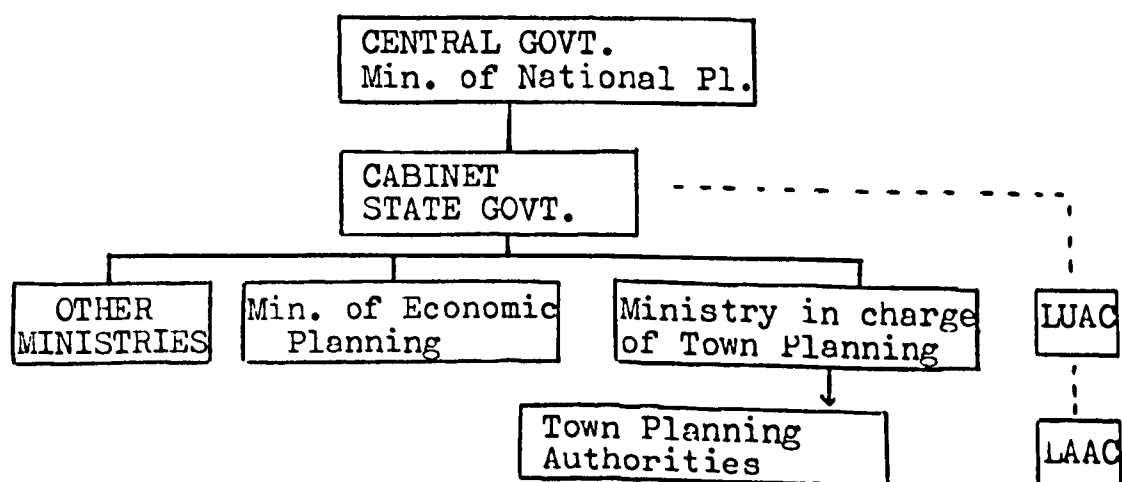 CENTRAL GOVT.
Min. of National Pl.
CABINET
STATE GOVT.
OTHER
MINISTRIES
Min. of Economic
Planning
Ministry in charge
of Town Planning
LUAC
Town Planning
Authorities
LAAC